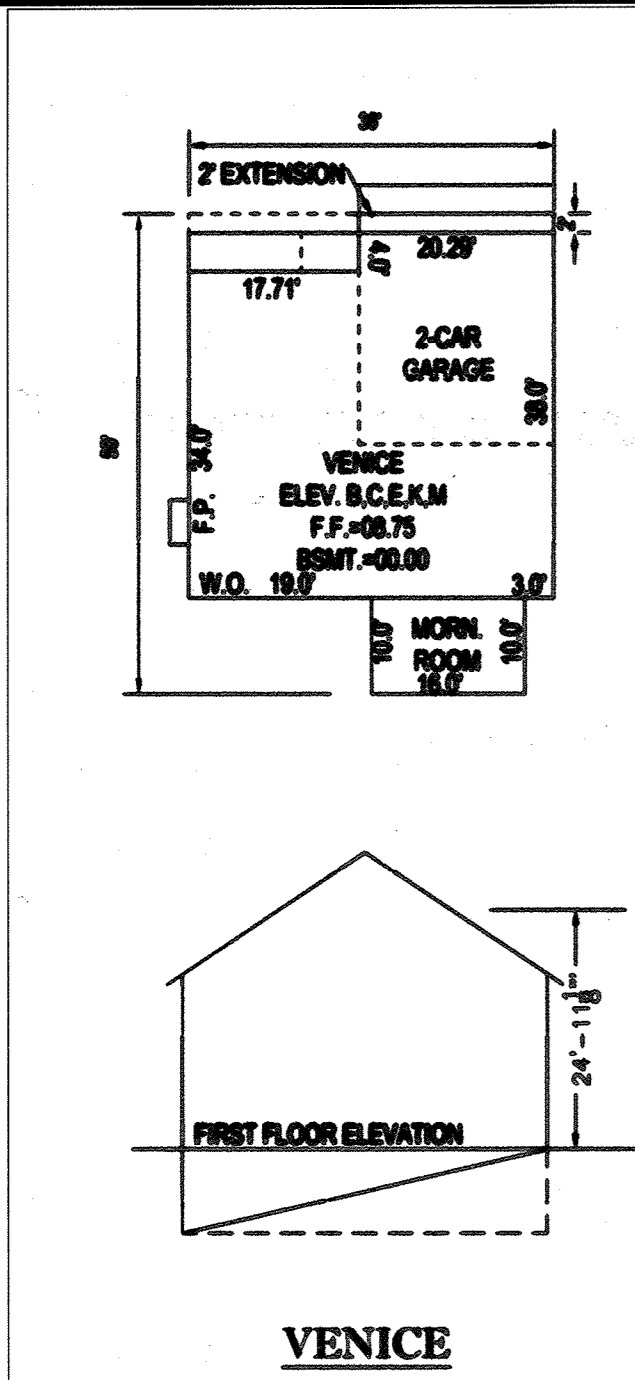 38'
2' EXTENSION
2'
20.29'
4.0'
17.71'
2-CAR
GARAGE
38.0'
50'
34.0'
VENICE
ELEV. B,C,E,K,M
F.P.
F.F.=08.75
BSMT.=00.00
W.O. 19.0' 3.0'
10.0' MORN. 10.0'
ROOM
16.0'
24'-11 1/8"
FIRST FLOOR ELEVATION
VENICE